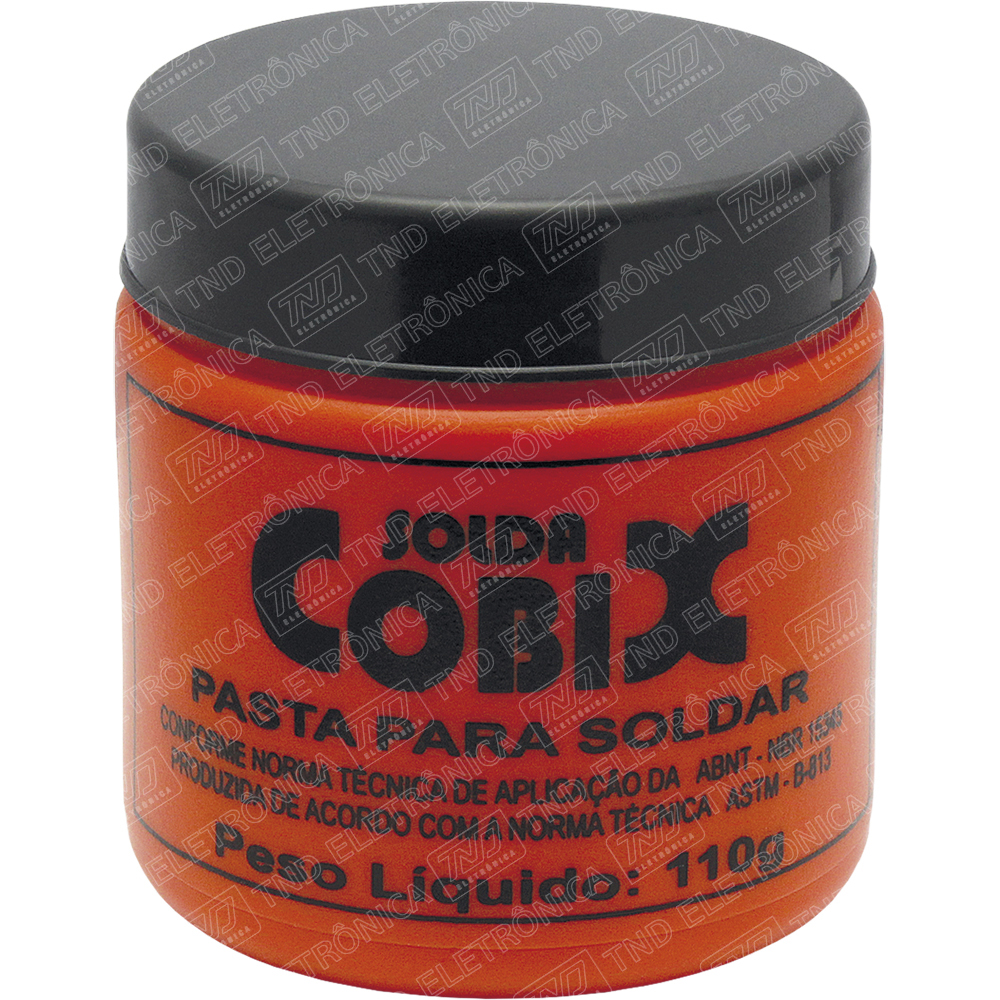 SOLDA
COBIX
PASTA PARA SOLDAR
CONFORME NORMA TÉCNICA DE APLICAÇÃO DA ABNT - NBR 15345
PRODUZIDA DE ACORDO COM A NORMA TÉCNICA ASTM - B-813
Peso Líquido: 110g
TND ELETRÔNICA